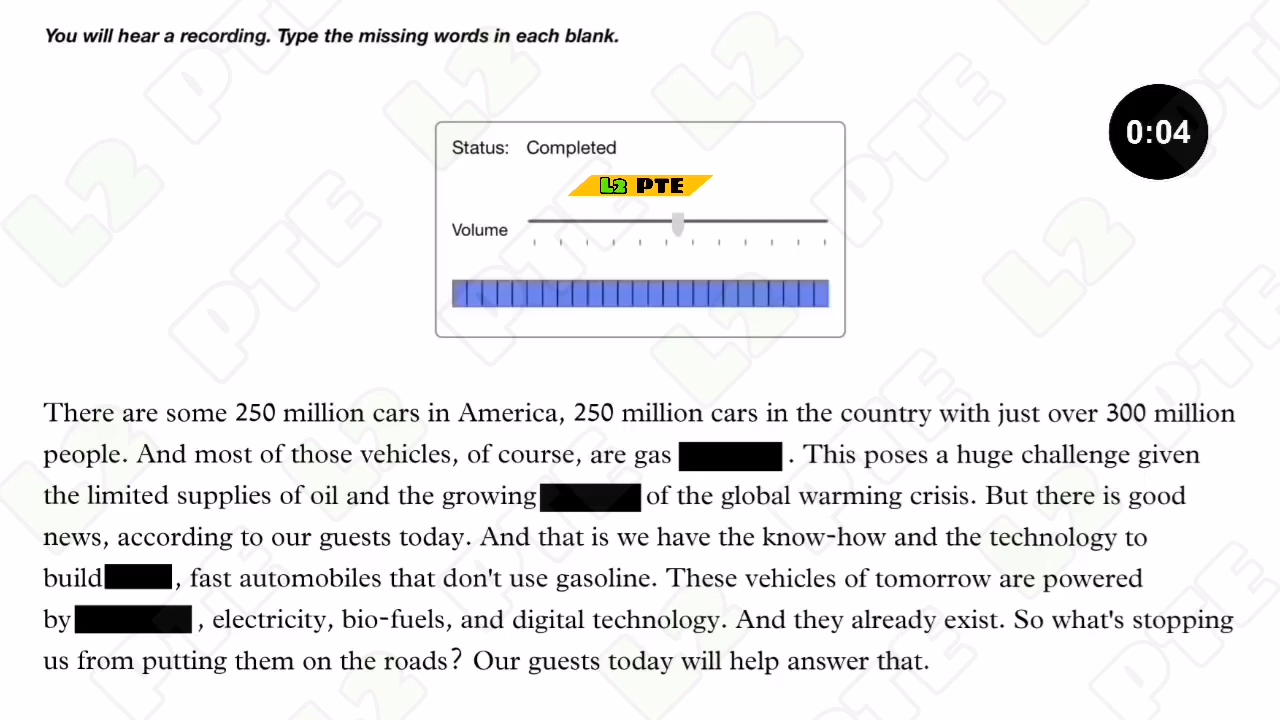 You will hear a recording. Type the missing words in each blank.
0:04
Status: Completed
L2 PTE
Volume
There are some 250 million cars in America, 250 million cars in the country with just over 300 million
people. And most of those vehicles, of course, are gas . This poses a huge challenge given
the limited supplies of oil and the growing of the global warming crisis. But there is good
news, according to our guests today. And that is we have the know-how and the technology to
build , fast automobiles that don't use gasoline. These vehicles of tomorrow are powered
by , electricity, bio-fuels, and digital technology. And they already exist. So what's stopping
us from putting them on the roads? Our guests today will help answer that.